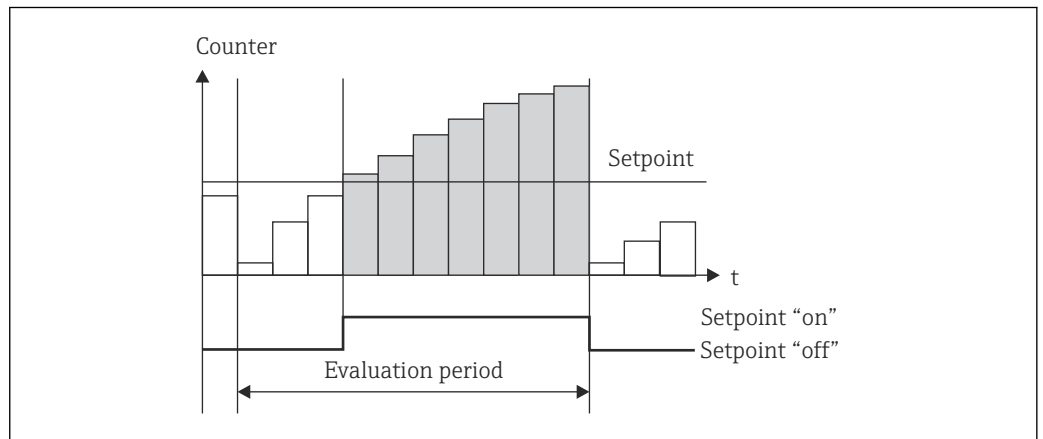 Counter
Setpoint
t
Setpoint “on”
Setpoint “off”
Evaluation period